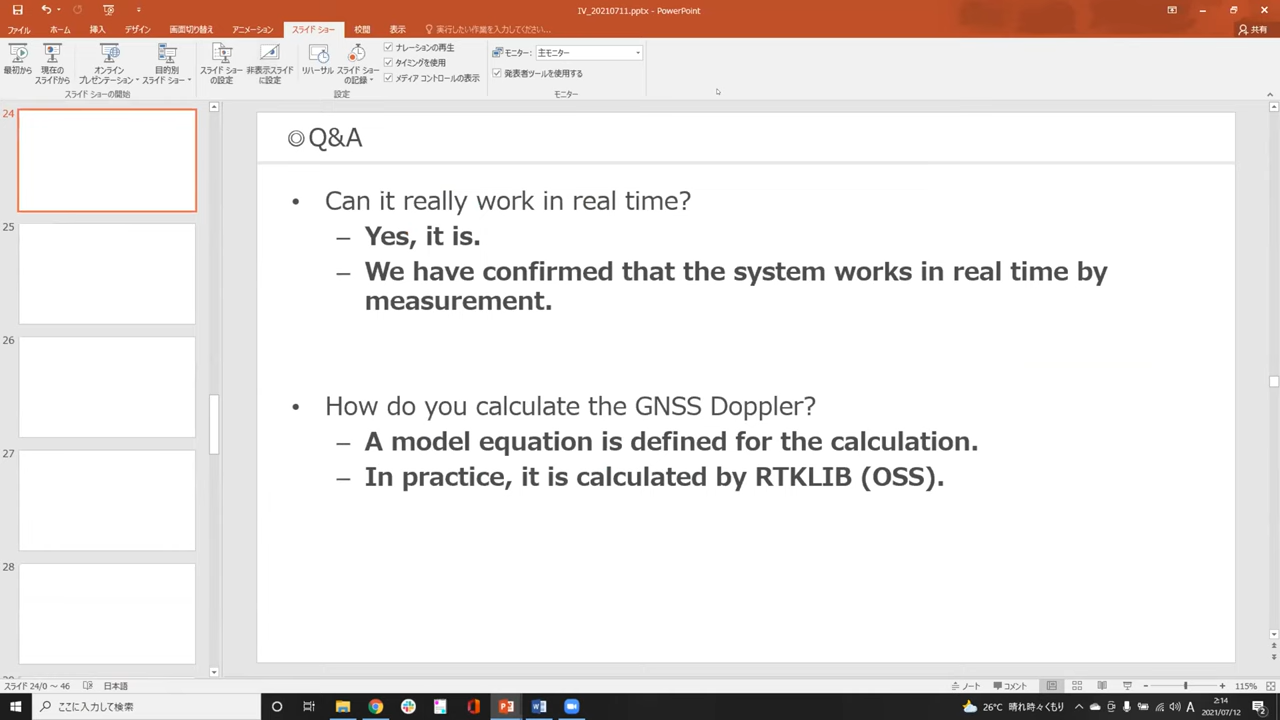 IV_20210711.pptx - PowerPoint
ファイル ホーム 挿入 デザイン 画面切り替え アニメーション スライド ショー 校閲 表示 実行したい作業を入力してください... 共有
最初から
現在の
スライドから
オンライン
プレゼンテーション
目的別
スライド ショー
スライド ショーの開始
スライド ショー
の設定
非表示スライド
に設定
リハーサル
スライド ショー
の記録
ナレーションの再生
タイミングを使用
メディア コントロールの表示
設定
モニター: 主モニター
発表者ツールを使用する
モニター
24
25
26
27
28
◎Q&A
• Can it really work in real time?
– Yes, it is.
– We have confirmed that the system works in real time by
measurement.
• How do you calculate the GNSS Doppler?
– A model equation is defined for the calculation.
– In practice, it is calculated by RTKLIB (OSS).
スライド 24/0 ～ 46 日本語 ノート コメント 115%
ここに入力して検索
26℃ 晴れ時々くもり A 2:14
2021/07/12
2